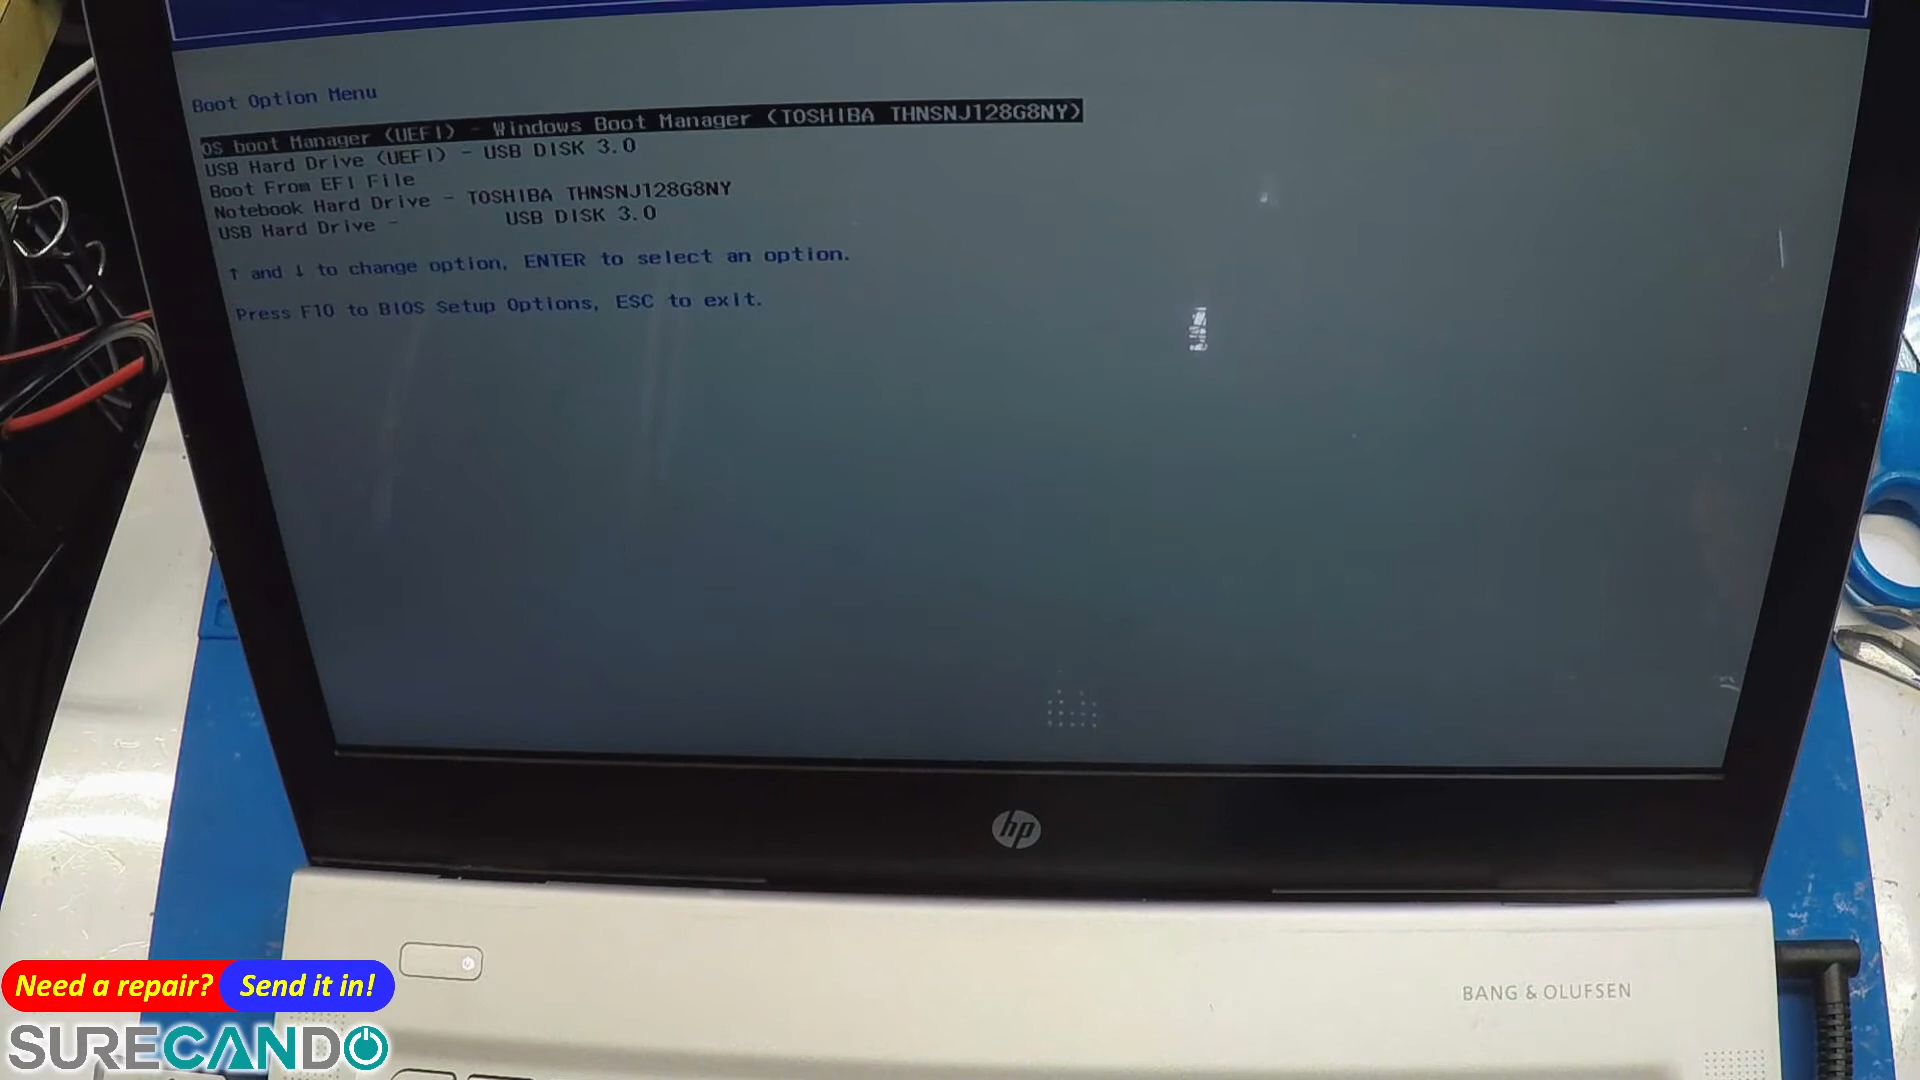 Boot Option Menu
OS boot Manager (UEFI) - Windows Boot Manager (TOSHIBA THNSNJ128G8NY)
USB Hard Drive (UEFI) - USB DISK 3.0
Boot From EFI File
Notebook Hard Drive - TOSHIBA THNSNJ128G8NY
USB Hard Drive - USB DISK 3.0
↑ and ↓ to change option, ENTER to select an option.
Press F10 to BIOS Setup Options, ESC to exit.
hp
BANG & OLUFSEN
Need a repair? Send it in!
SURECANDO